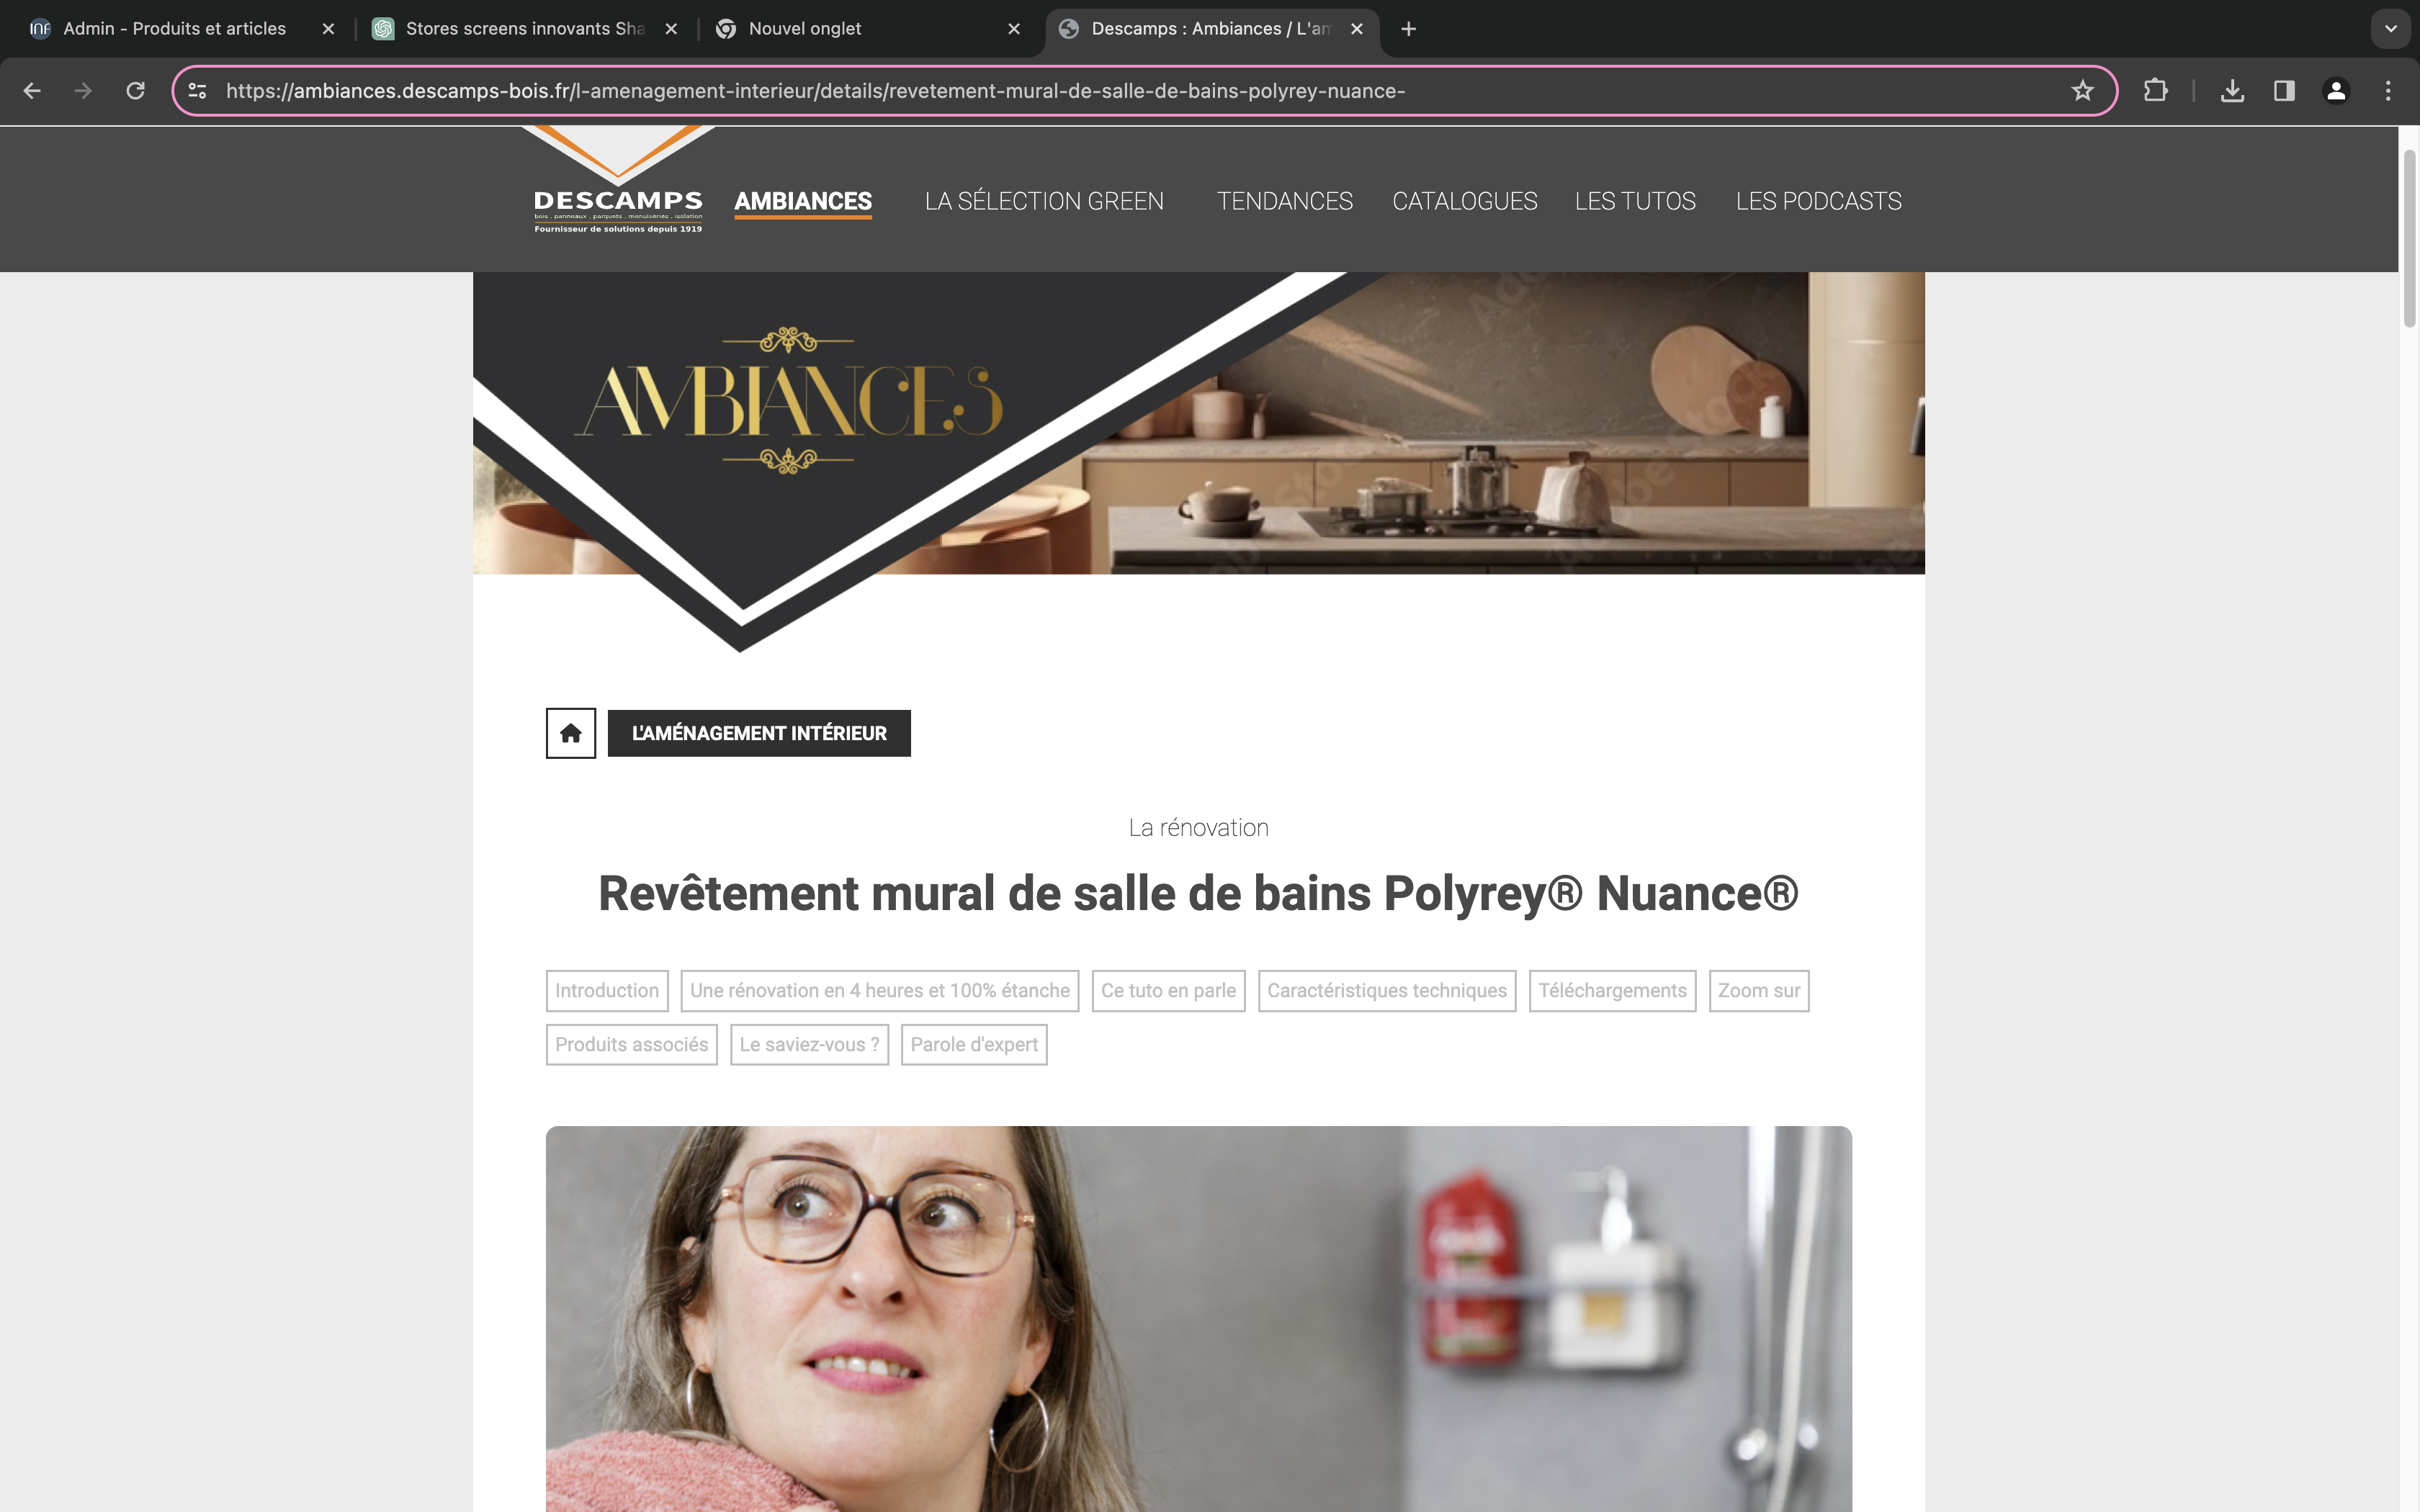 Admin - Produits et articles
Stores screens innovants Sha
Nouvel onglet
Descamps : Ambiances / L'am
https://ambiances.descamps-bois.fr/l-amenagement-interieur/details/revetement-mural-de-salle-de-bains-polyrey-nuance-
DESCAMPS
bois . panneaux . parquets . menuiseries . isolation
Fournisseur de solutions depuis 1919
AMBIANCES
LA SÉLECTION GREEN
TENDANCES
CATALOGUES
LES TUTOS
LES PODCASTS
AMBIANCES
L'AMÉNAGEMENT INTÉRIEUR
La rénovation
Revêtement mural de salle de bains Polyrey® Nuance®
Introduction
Une rénovation en 4 heures et 100% étanche
Ce tuto en parle
Caractéristiques techniques
Téléchargements
Zoom sur
Produits associés
Le saviez-vous ?
Parole d'expert